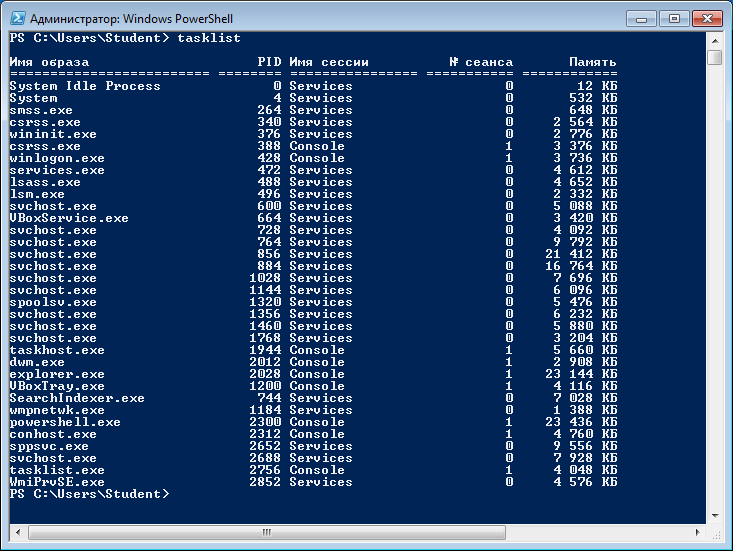 Администратор: Windows PowerShell
PS C:\Users\Student> tasklist
Имя образа PID Имя сессии № сеанса Память
========================= ======== ================ =========== ============
System Idle Process 0 Services 0 12 КБ
System 4 Services 0 532 КБ
smss.exe 264 Services 0 648 КБ
csrss.exe 340 Services 0 2 564 КБ
wininit.exe 376 Services 0 2 776 КБ
csrss.exe 388 Console 1 3 376 КБ
winlogon.exe 428 Console 1 3 736 КБ
services.exe 472 Services 0 4 612 КБ
lsass.exe 488 Services 0 4 652 КБ
lsm.exe 496 Services 0 2 332 КБ
svchost.exe 600 Services 0 5 088 КБ
VBoxService.exe 664 Services 0 3 420 КБ
svchost.exe 728 Services 0 4 092 КБ
svchost.exe 764 Services 0 9 792 КБ
svchost.exe 856 Services 0 21 412 КБ
svchost.exe 884 Services 0 16 764 КБ
svchost.exe 1028 Services 0 7 696 КБ
svchost.exe 1144 Services 0 6 096 КБ
spoolsv.exe 1320 Services 0 5 476 КБ
svchost.exe 1356 Services 0 6 232 КБ
svchost.exe 1460 Services 0 5 880 КБ
svchost.exe 1768 Services 0 3 204 КБ
taskhost.exe 1944 Console 1 5 660 КБ
dwm.exe 2012 Console 1 2 908 КБ
explorer.exe 2028 Console 1 23 144 КБ
VBoxTray.exe 1200 Console 1 4 116 КБ
SearchIndexer.exe 744 Services 0 7 028 КБ
wmpnetwk.exe 1184 Services 0 1 388 КБ
powershell.exe 2300 Console 1 23 436 КБ
conhost.exe 2312 Console 1 4 760 КБ
sppsvc.exe 2652 Services 0 9 556 КБ
svchost.exe 2688 Services 0 7 928 КБ
tasklist.exe 2756 Console 1 4 048 КБ
WmiPrvSE.exe 2852 Services 0 4 576 КБ
PS C:\Users\Student>